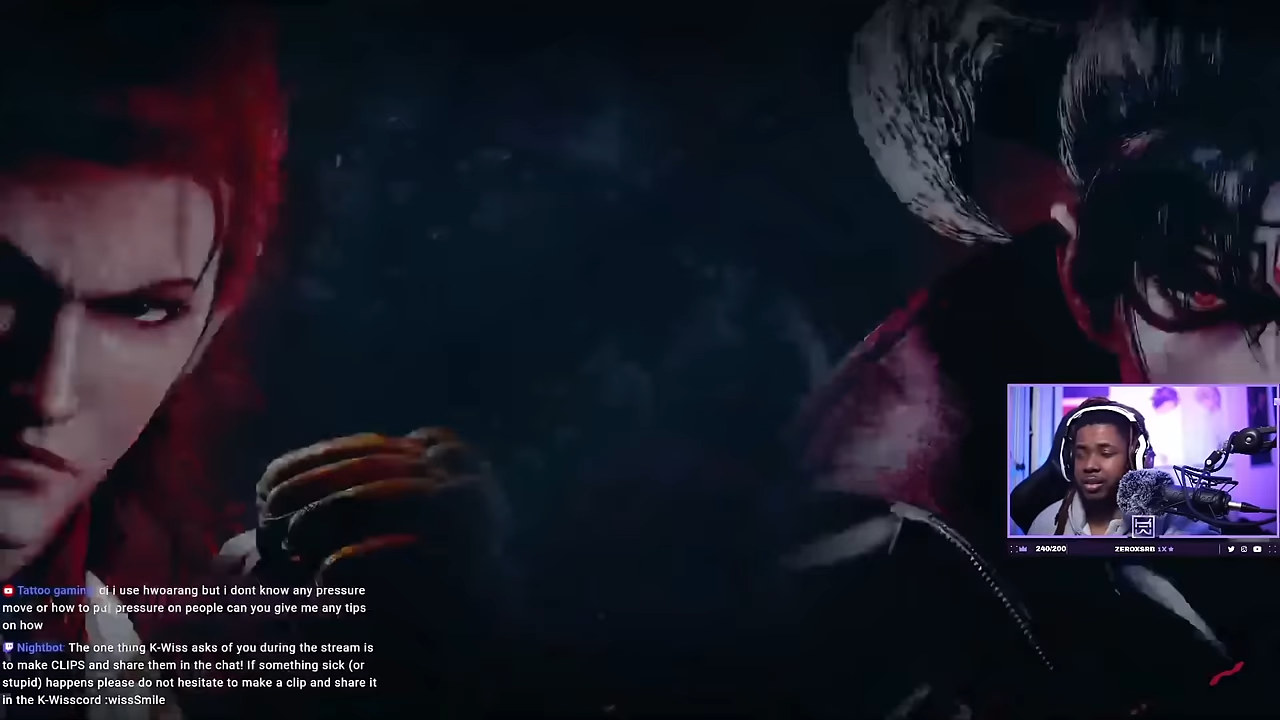 Tattoo gaming: i use hwoarang but i dont know any pressure
move or how to put pressure on people can you give me any tips
on how
Nightbot: The one thing K-Wiss asks of you during the stream is
to make CLIPS and share them in the chat! If something sick (or
stupid) happens please do not hesitate to make a clip and share it
in the K-Wisscord :wissSmile
240/200
ZEROXSRB 1X